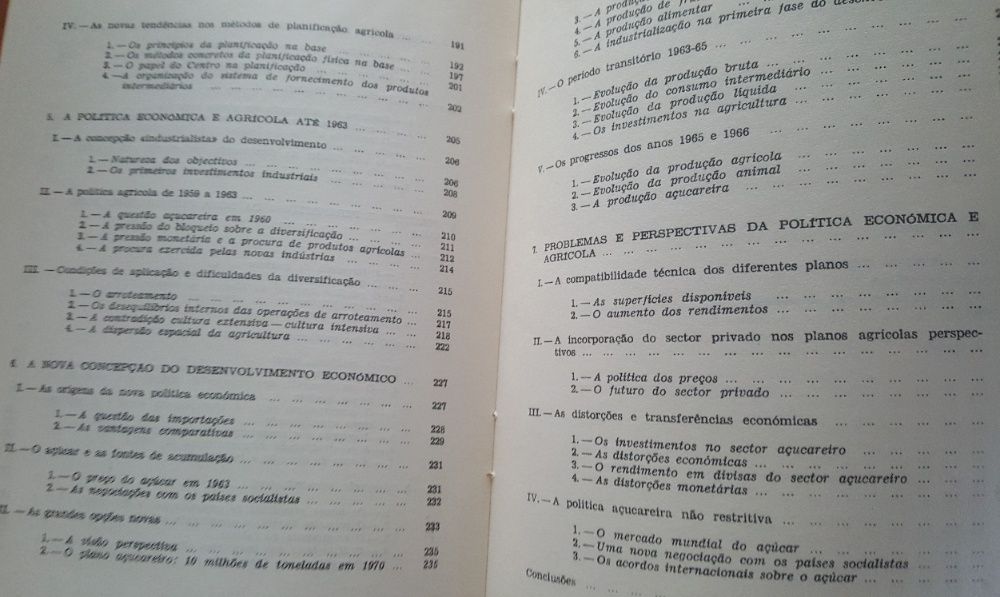 IV. — As novas tendências nos métodos de planificação agrícola ... ... 191
1. — Os princípios da planificação na base ... ... ... ... ... 192
2. — Os métodos concretos da planificação física na base ... ... 197
3. — O papel do Centro na planificação ... ... ... ... ... 201
4. — A organização do sistema de fornecimento dos produtos
intermediários ... ... ... ... ... ... ... ... ... 202
5. A POLÍTICA ECONÓMICA E AGRÍCOLA ATÉ 1963 ... ... ... ... 205
I. — A concepção «industrialista» do desenvolvimento ... ... ... ... 206
1. — Natureza dos objectivos ... ... ... ... ... ... ... 206
2. — Os primeiros investimentos industriais ... ... ... ... 208
II. — A política agrícola de 1959 a 1963 ... ... ... ... ... ... 209
1. — A questão açucareira em 1960 ... ... ... ... ... ... 210
2. — A pressão do bloqueio sobre a diversificação ... ... ... 211
3. — A pressão monetária e a procura de produtos agrícolas ... 212
4. — A procura exercida pelas novas indústrias ... ... ... ... 214
III. — Condições de aplicação e dificuldades da diversificação ... ... 215
1. — O arroteamento ... ... ... ... ... ... ... ... 215
2. — Os desequilíbrios internos das operações de arroteamento ... 217
3. — A contradição cultura extensiva — cultura intensiva ... ... 218
4. — A dispersão espacial da agricultura ... ... ... ... ... 222
6. A NOVA CONCEPÇÃO DO DESENVOLVIMENTO ECONÓMICO ... 227
I. — As origens da nova política económica ... ... ... ... ... 227
1. — A questão das importações ... ... ... ... ... ... 228
2. — As vantagens comparativas ... ... ... ... ... ... 229
II. — O açúcar e as fontes de acumulação ... ... ... ... ... ... 231
1. — O preço do açúcar em 1963 ... ... ... ... ... ... 231
2. — As negociações com os países socialistas ... ... ... ... 232
II. — As grandes opções novas ... ... ... ... ... ... ... ... 233
1. — A visão perspectiva ... ... ... ... ... ... ... ... 235
2. — O plano açucareiro: 10 milhões de toneladas em 1970 ... 235
3. — A produção
4. — A produção de
5. — A produção alimentar ... ...
6. — A industrialização na primeira fase do
IV. — O período transitório 1963-65 ... ... ... ... ...
1. — Evolução da produção bruta ... ... ... ... ...
2. — Evolução do consumo intermediário ... ... ... ...
3. — Evolução da produção líquida ... ... ... ... ...
4. — Os investimentos na agricultura ... ... ... ... ...
V. — Os progressos dos anos 1965 e 1966 ... ... ... ... ...
1. — Evolução da produção agrícola ... ... ... ... ...
2. — Evolução da produção animal ... ... ... ... ...
3. — A produção açucareira ... ... ... ... ... ...
7. PROBLEMAS E PERSPECTIVAS DA POLÍTICA ECONÓMICA E
AGRÍCOLA ... ... ... ... ... ... ... ... ... ...
I. — A compatibilidade técnica dos diferentes planos ... ... ... ...
1. — As superfícies disponíveis ... ... ... ... ... ...
2. — O aumento dos rendimentos ... ... ... ... ... ...
II. — A incorporação do sector privado nos planos agrícolas perspec-
tivos ... ... ... ... ... ... ... ... ... ... ...
1. — A política dos preços ... ... ... ... ... ... ...
2. — O futuro do sector privado ... ... ... ... ... ...
III. — As distorções e transferências económicas ... ... ... ... ...
1. — Os investimentos no sector açucareiro ... ... ... ...
2. — As distorções económicas ... ... ... ... ... ...
3. — O rendimento em divisas do sector açucareiro ... ... ...
4. — As distorções monetárias ... ... ... ... ... ...
IV. — A política açucareira não restritiva ... ... ... ... ... ...
1. — O mercado mundial do açúcar ... ... ... ... ...
2. — Uma nova negociação com os países socialistas ... ... ...
3. — Os acordos internacionais sobre o açúcar ... ... ... ...
Conclusões ... ... ... ... ... ... ... ... ... ...